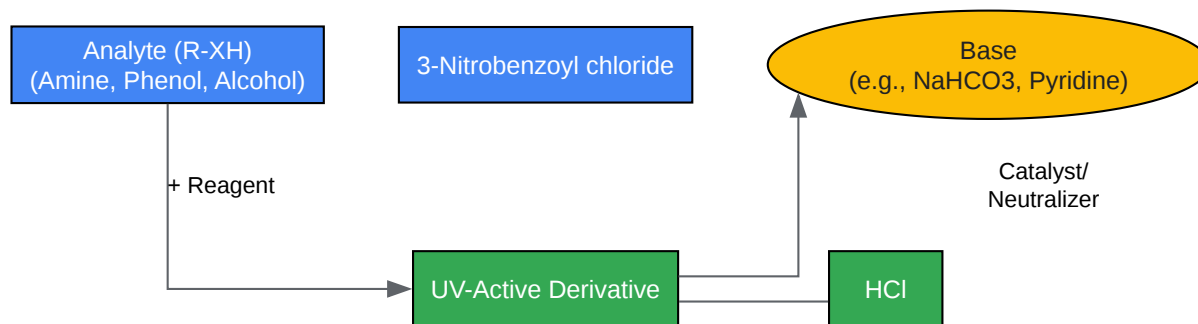 Analyte (R-XH)
(Amine, Phenol, Alcohol)
3-Nitrobenzoyl chloride
Base
(e.g., NaHCO3, Pyridine)
+ Reagent
Catalyst/
Neutralizer
UV-Active Derivative
HCl